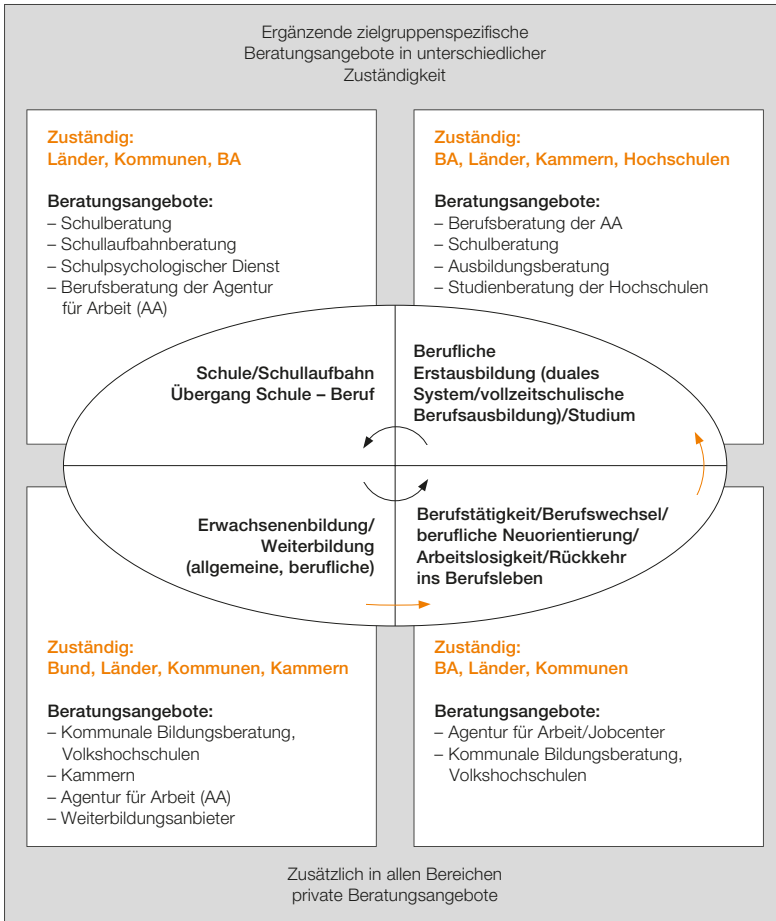 Ergänzende zielgruppenspezifische
Beratungsangebote in unterschiedlicher
Zuständigkeit
Zuständig:
Länder, Kommunen, BA
Beratungsangebote:
– Schulberatung
– Schullaufbahnberatung
– Schulpsychologischer Dienst
– Berufsberatung der Agentur
für Arbeit (AA)
Zuständig:
BA, Länder, Kammern, Hochschulen
Beratungsangebote:
– Berufsberatung der AA
– Schulberatung
– Ausbildungsberatung
– Studienberatung der Hochschulen
Schule/Schullaufbahn
Übergang Schule – Beruf
Berufliche
Erstausbildung (duales
System/vollzeitschulische
Berufsausbildung)/Studium
Erwachsenenbildung/
Weiterbildung
(allgemeine, berufliche)
Berufstätigkeit/Berufswechsel/
berufliche Neuorientierung/
Arbeitslosigkeit/Rückkehr
ins Berufsleben
Zuständig:
Bund, Länder, Kommunen, Kammern
Beratungsangebote:
– Kommunale Bildungsberatung,
Volkshochschulen
– Kammern
– Agentur für Arbeit (AA)
– Weiterbildungsanbieter
Zuständig:
BA, Länder, Kommunen
Beratungsangebote:
– Agentur für Arbeit/Jobcenter
– Kommunale Bildungsberatung,
Volkshochschulen
Zusätzlich in allen Bereichen
private Beratungsangebote